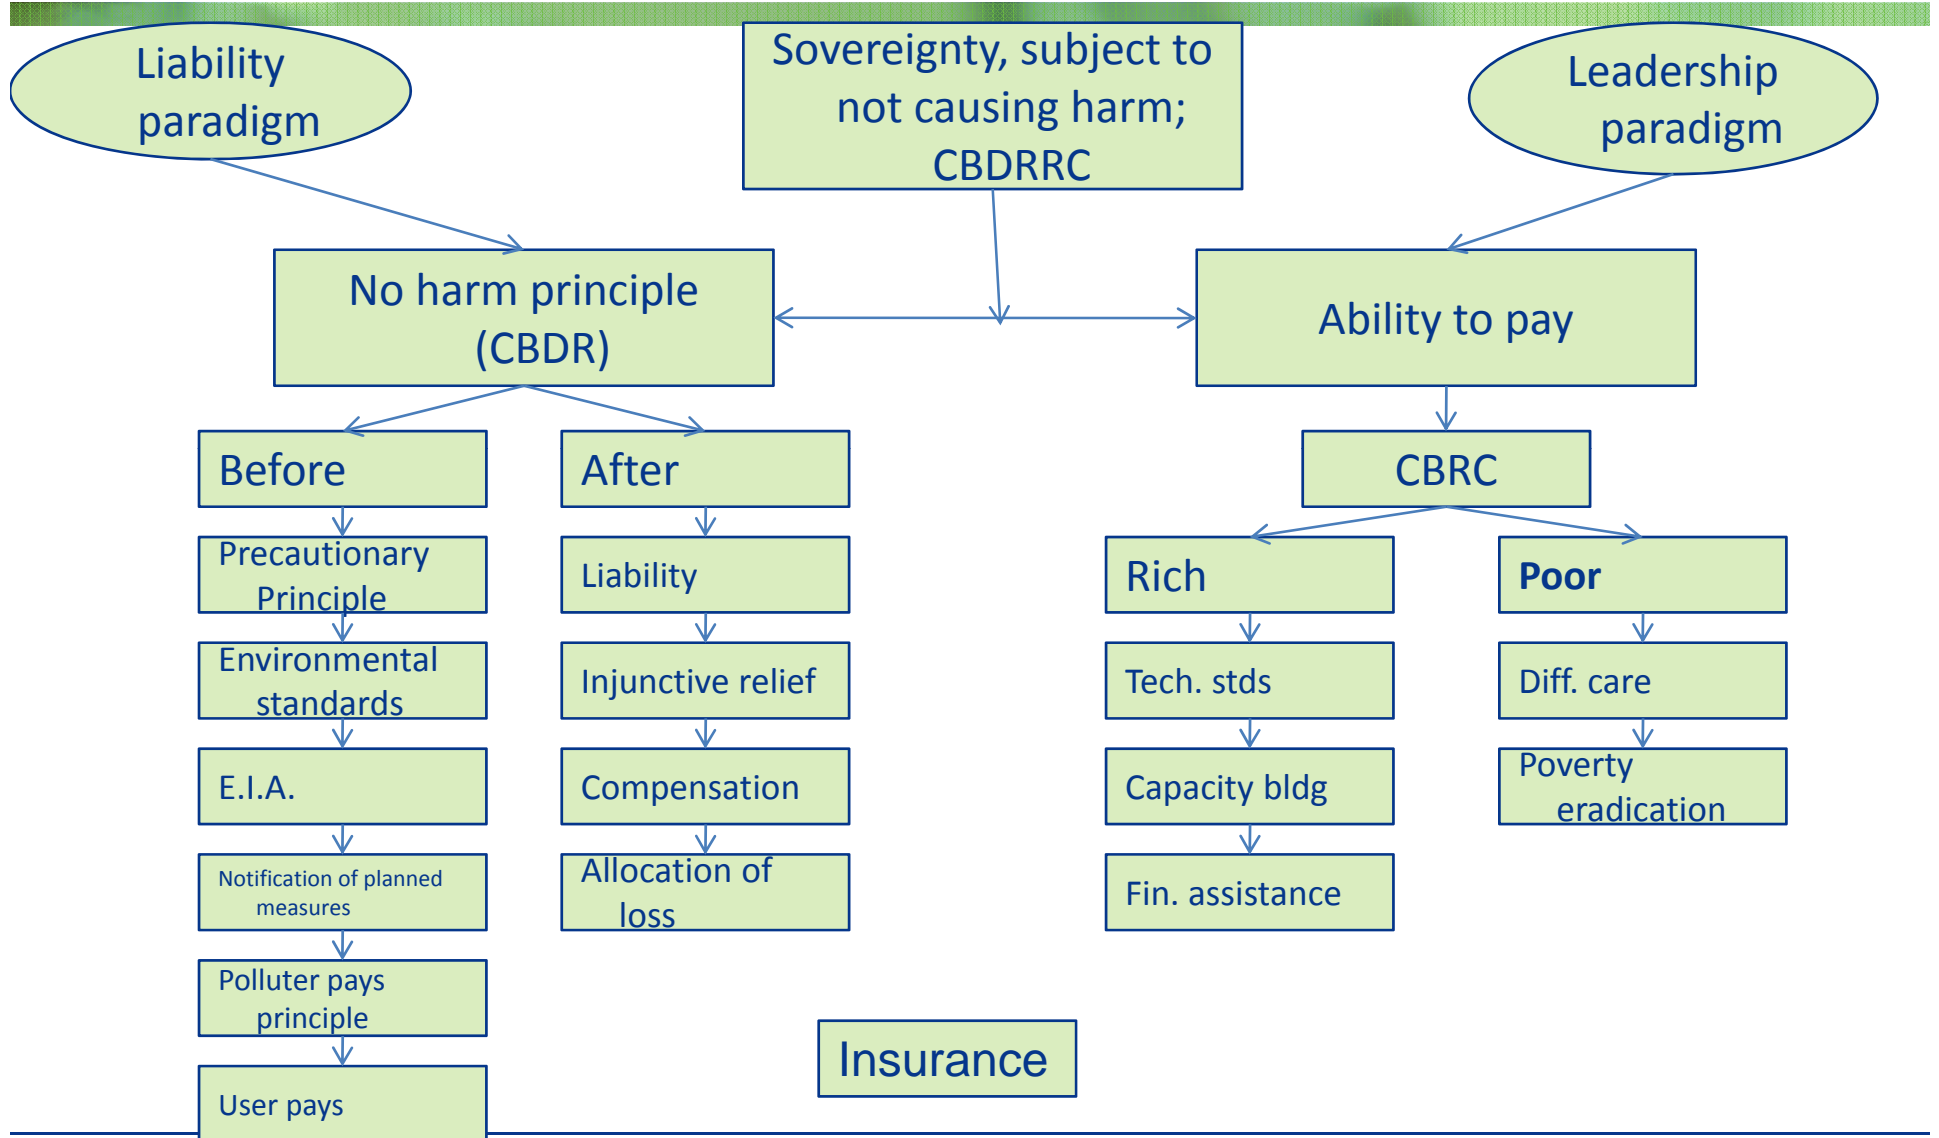 Liability
paradigm
Sovereignty, subject to
not causing harm;
CBDRRC
Leadership
paradigm
No harm principle
(CBDR)
Ability to pay
Before
After
CBRC
Precautionary
Principle
Liability
Rich
Poor
Environmental
standards
Injunctive relief
Tech. stds
Diff. care
E.I.A.
Compensation
Capacity bldg
Poverty
eradication
Notification of planned
measures
Allocation of
loss
Fin. assistance
Polluter pays
principle
Insurance
User pays